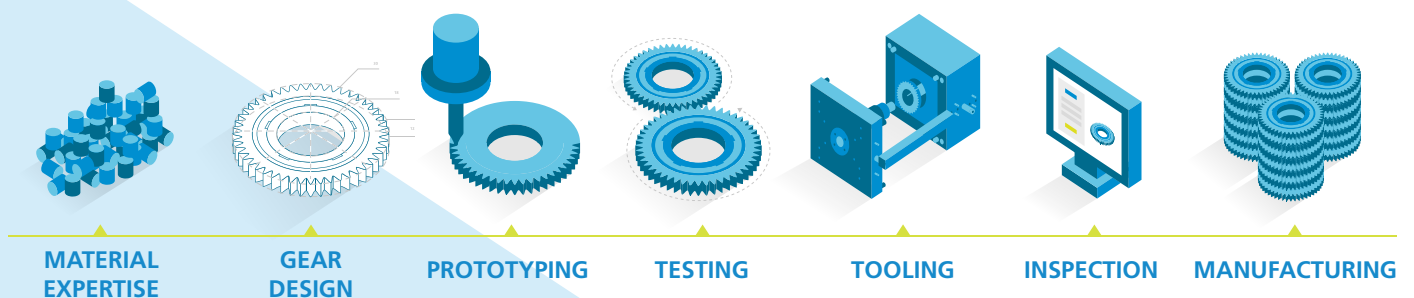 MATERIAL
EXPERTISE
GEAR
DESIGN
PROTOTYPING
TESTING
TOOLING
INSPECTION
MANUFACTURING